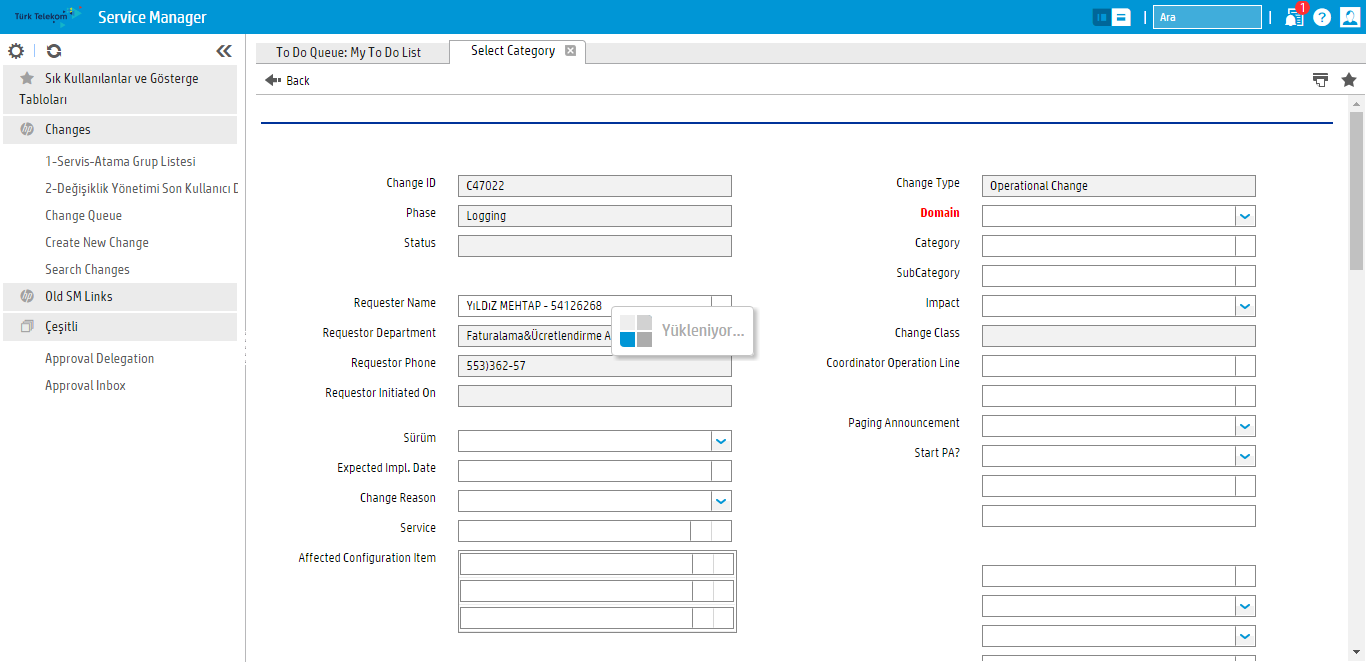 Türk Telekom
Service Manager
Ara
1
?
To Do Queue: My To Do List
Select Category
Back
Sık Kullanılanlar ve Gösterge
Tabloları
Changes
1-Servis-Atama Grup Listesi
2-Değişiklik Yönetimi Son Kullanıcı D
Change Queue
Create New Change
Search Changes
Old SM Links
Çeşitli
Approval Delegation
Approval Inbox
Change ID C47022
Phase Logging
Status
Requester Name YıLDıZ MEHTAP - 54126268
Requestor Department Faturalama&Ücretlendirme A
Requestor Phone 553)362-57
Requestor Initiated On
Sürüm
Expected Impl. Date
Change Reason
Service
Affected Configuration Item
Yükleniyor...
Change Type Operational Change
Domain
Category
SubCategory
Impact
Change Class
Coordinator Operation Line
Paging Announcement
Start PA?